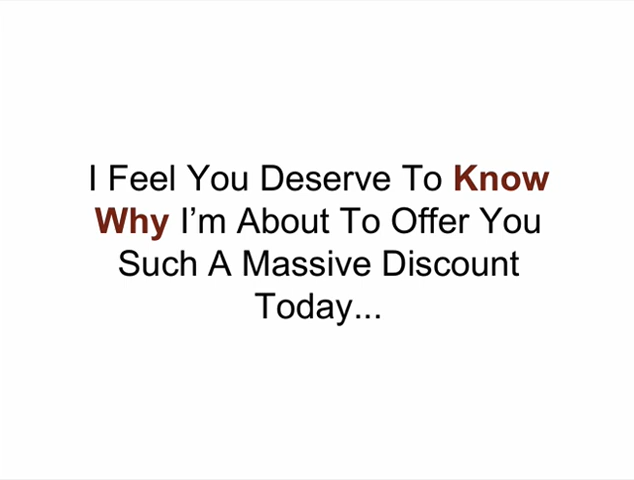 I Feel You Deserve To Know
Why I’m About To Offer You
Such A Massive Discount
Today...